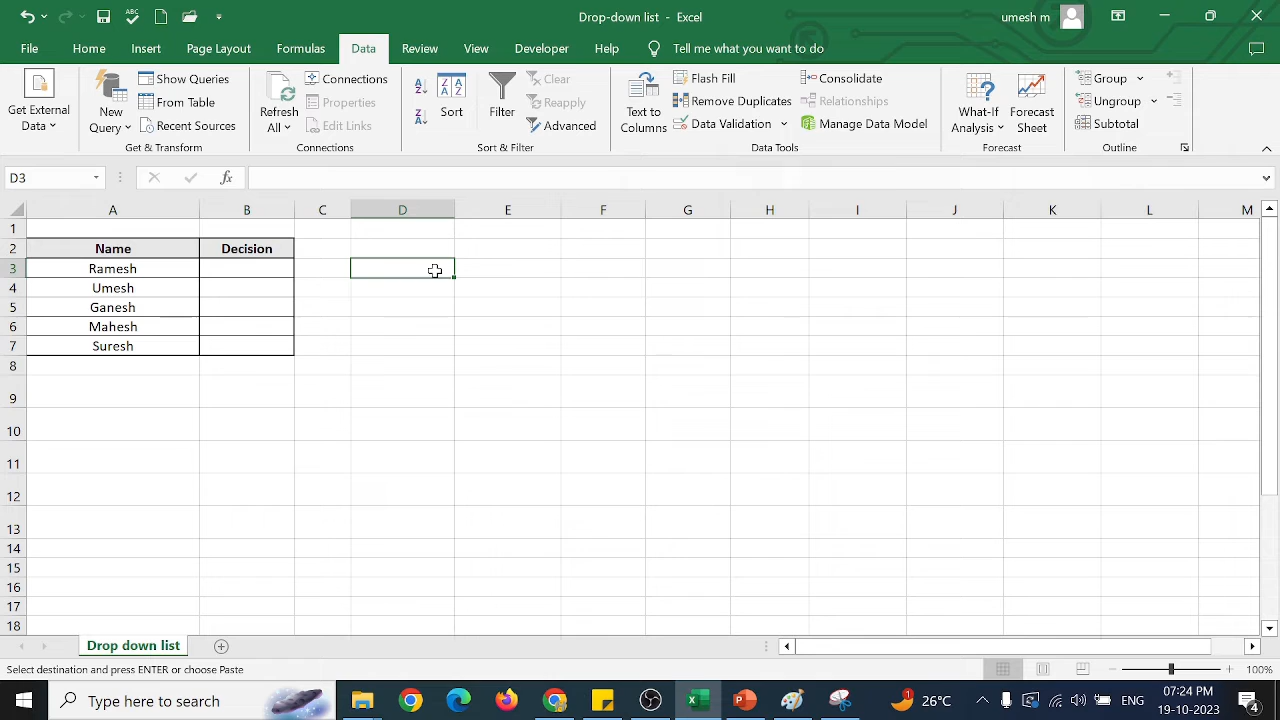 Drop-down list - Excel
umesh m
File Home Insert Page Layout Formulas Data Review View Developer Help Tell me what you want to do
Get External Data
New Query
Show Queries
From Table
Recent Sources
Get & Transform
Refresh All
Connections
Properties
Edit Links
Connections
Sort
Filter
Clear
Reapply
Advanced
Sort & Filter
Text to Columns
Flash Fill
Remove Duplicates
Data Validation
Consolidate
Relationships
Manage Data Model
Data Tools
What-If Analysis
Forecast Sheet
Forecast
Group
Ungroup
Subtotal
Outline
D3
fx
A B C D E F G H I J K L M
1
2 Name Decision
3 Ramesh
4 Umesh
5 Ganesh
6 Mahesh
7 Suresh
8
9
10
11
12
13
14
15
16
17
18
Drop down list
Select destination and press ENTER or choose Paste
100%
Type here to search
26°C
ENG
07:24 PM
19-10-2023
4